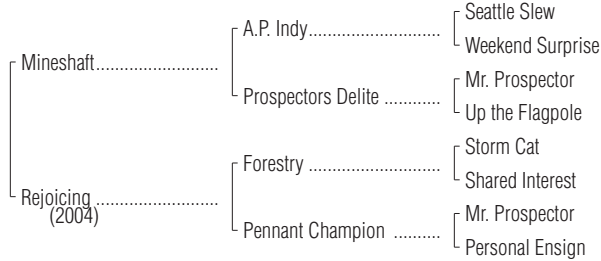 Seattle Slew
A.P. Indy..............................
Weekend Surprise
Mineshaft............................
Mr. Prospector
Prospectors Delite .............
Up the Flagpole
Storm Cat
Forestry ..............................
Shared Interest
Rejoicing ............................
(2004)
Mr. Prospector
Pennant Champion ..........
Personal Ensign